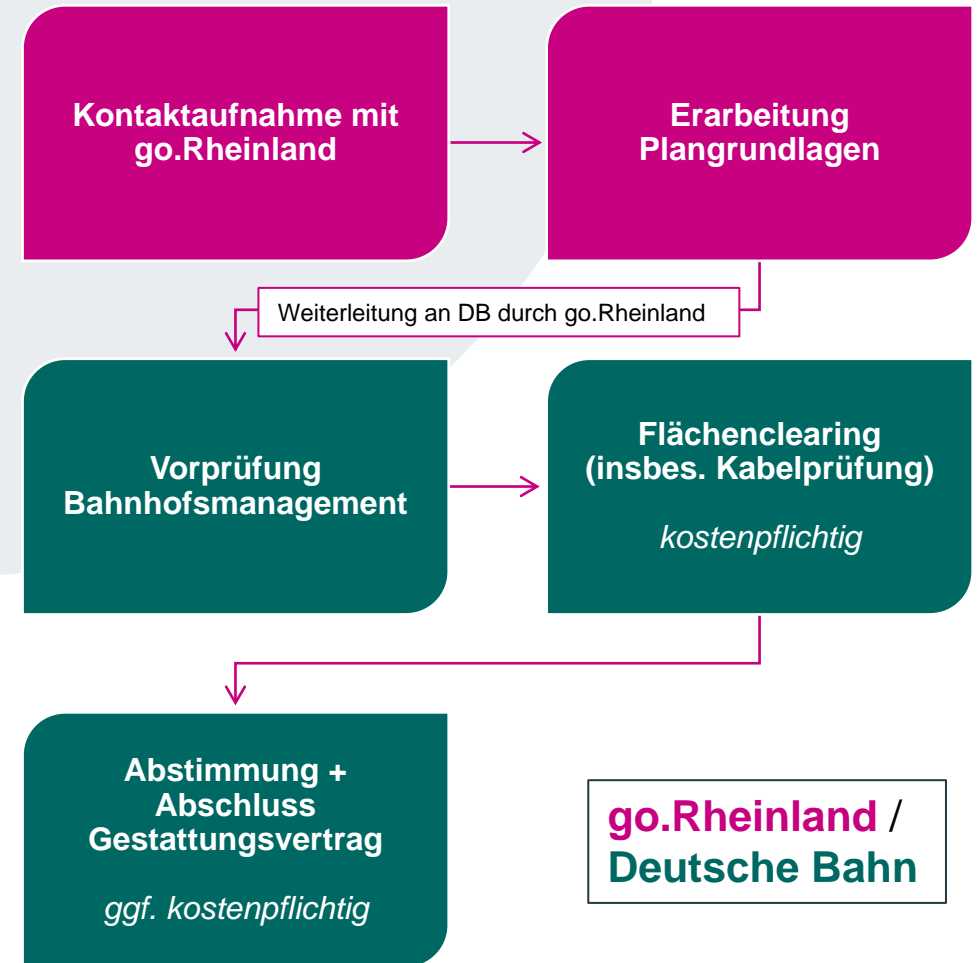 Kontaktaufnahme mit
go.Rheinland
Erarbeitung
Plangrundlagen
Weiterleitung an DB durch go.Rheinland
Vorprüfung
Bahnhofsmanagement
Flächenclearing
(insbes. Kabelprüfung)
kostenpflichtig
Abstimmung +
Abschluss
Gestattungsvertrag
ggf. kostenpflichtig
go.Rheinland /
Deutsche Bahn